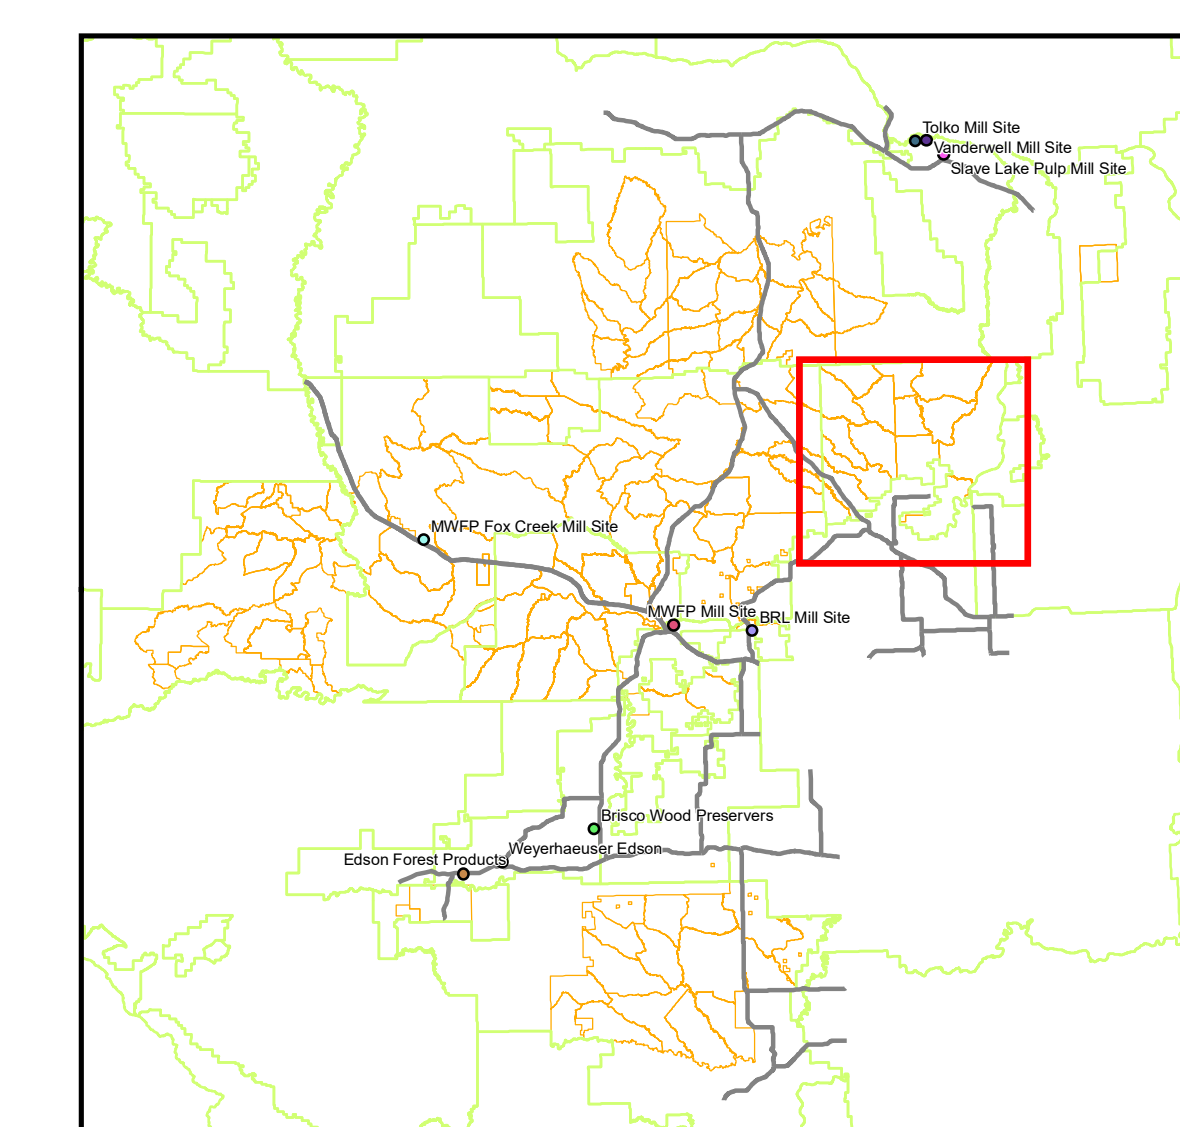 Tolko Mill Site
Vanderwell Mill Site
Slave Lake Pulp Mill Site
MWFP Fox Creek Mill Site
MWFP Mill Site
BRL Mill Site
Brisco Wood Preservers
Weyerhaeuser Edson
Edson Forest Products